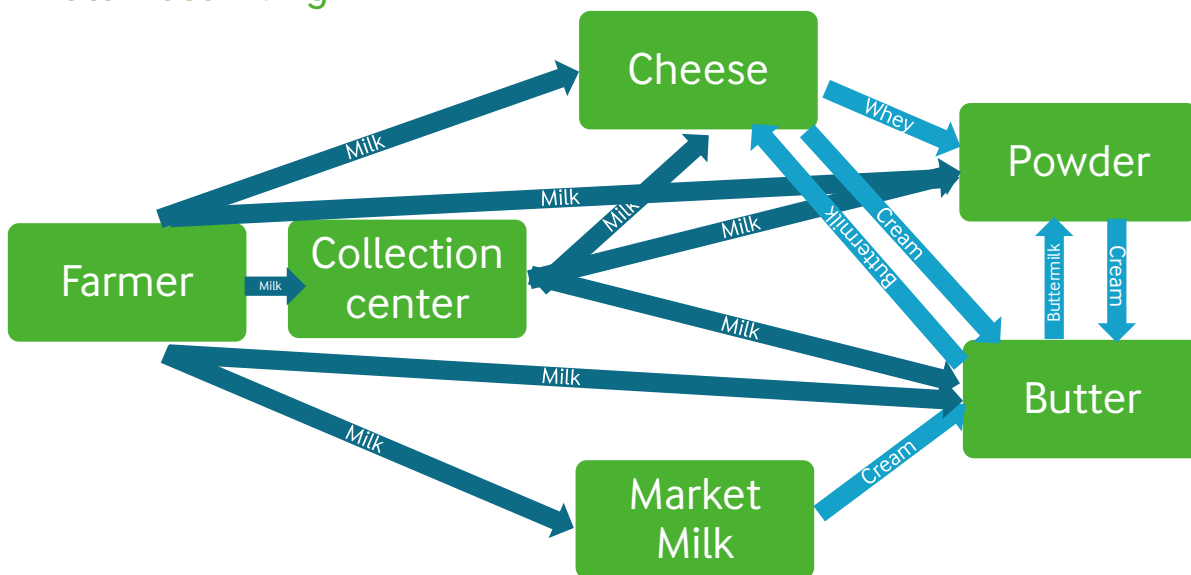 Cheese
Whey
Powder
Milk
Milk
Milk
Milk
Buttermilk
Cream
Farmer
Milk
Collection
center
Buttermilk
Cream
Milk
Milk
Butter
Milk
Cream
Market
Milk